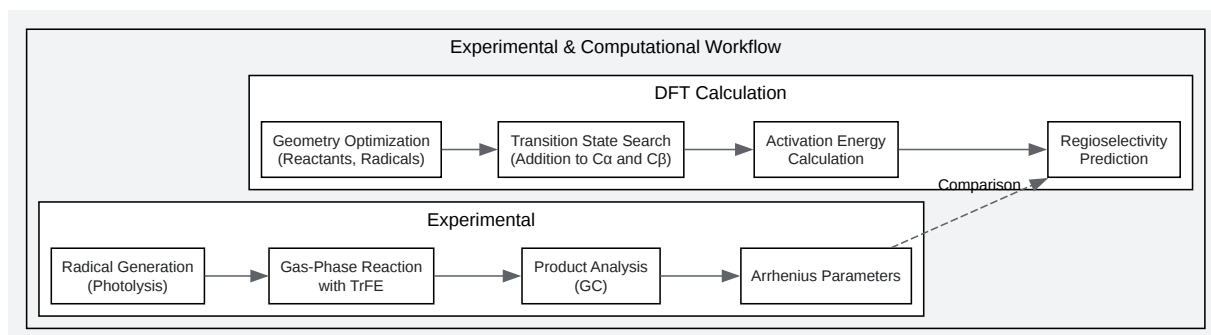 Experimental & Computational Workflow
DFT Calculation
Geometry Optimization
(Reactants, Radicals)
Transition State Search
(Addition to Cα and Cβ)
Activation Energy
Calculation
Regioselectivity
Prediction
Comparison
Experimental
Radical Generation
(Photolysis)
Gas-Phase Reaction
with TrFE
Product Analysis
(GC)
Arrhenius Parameters